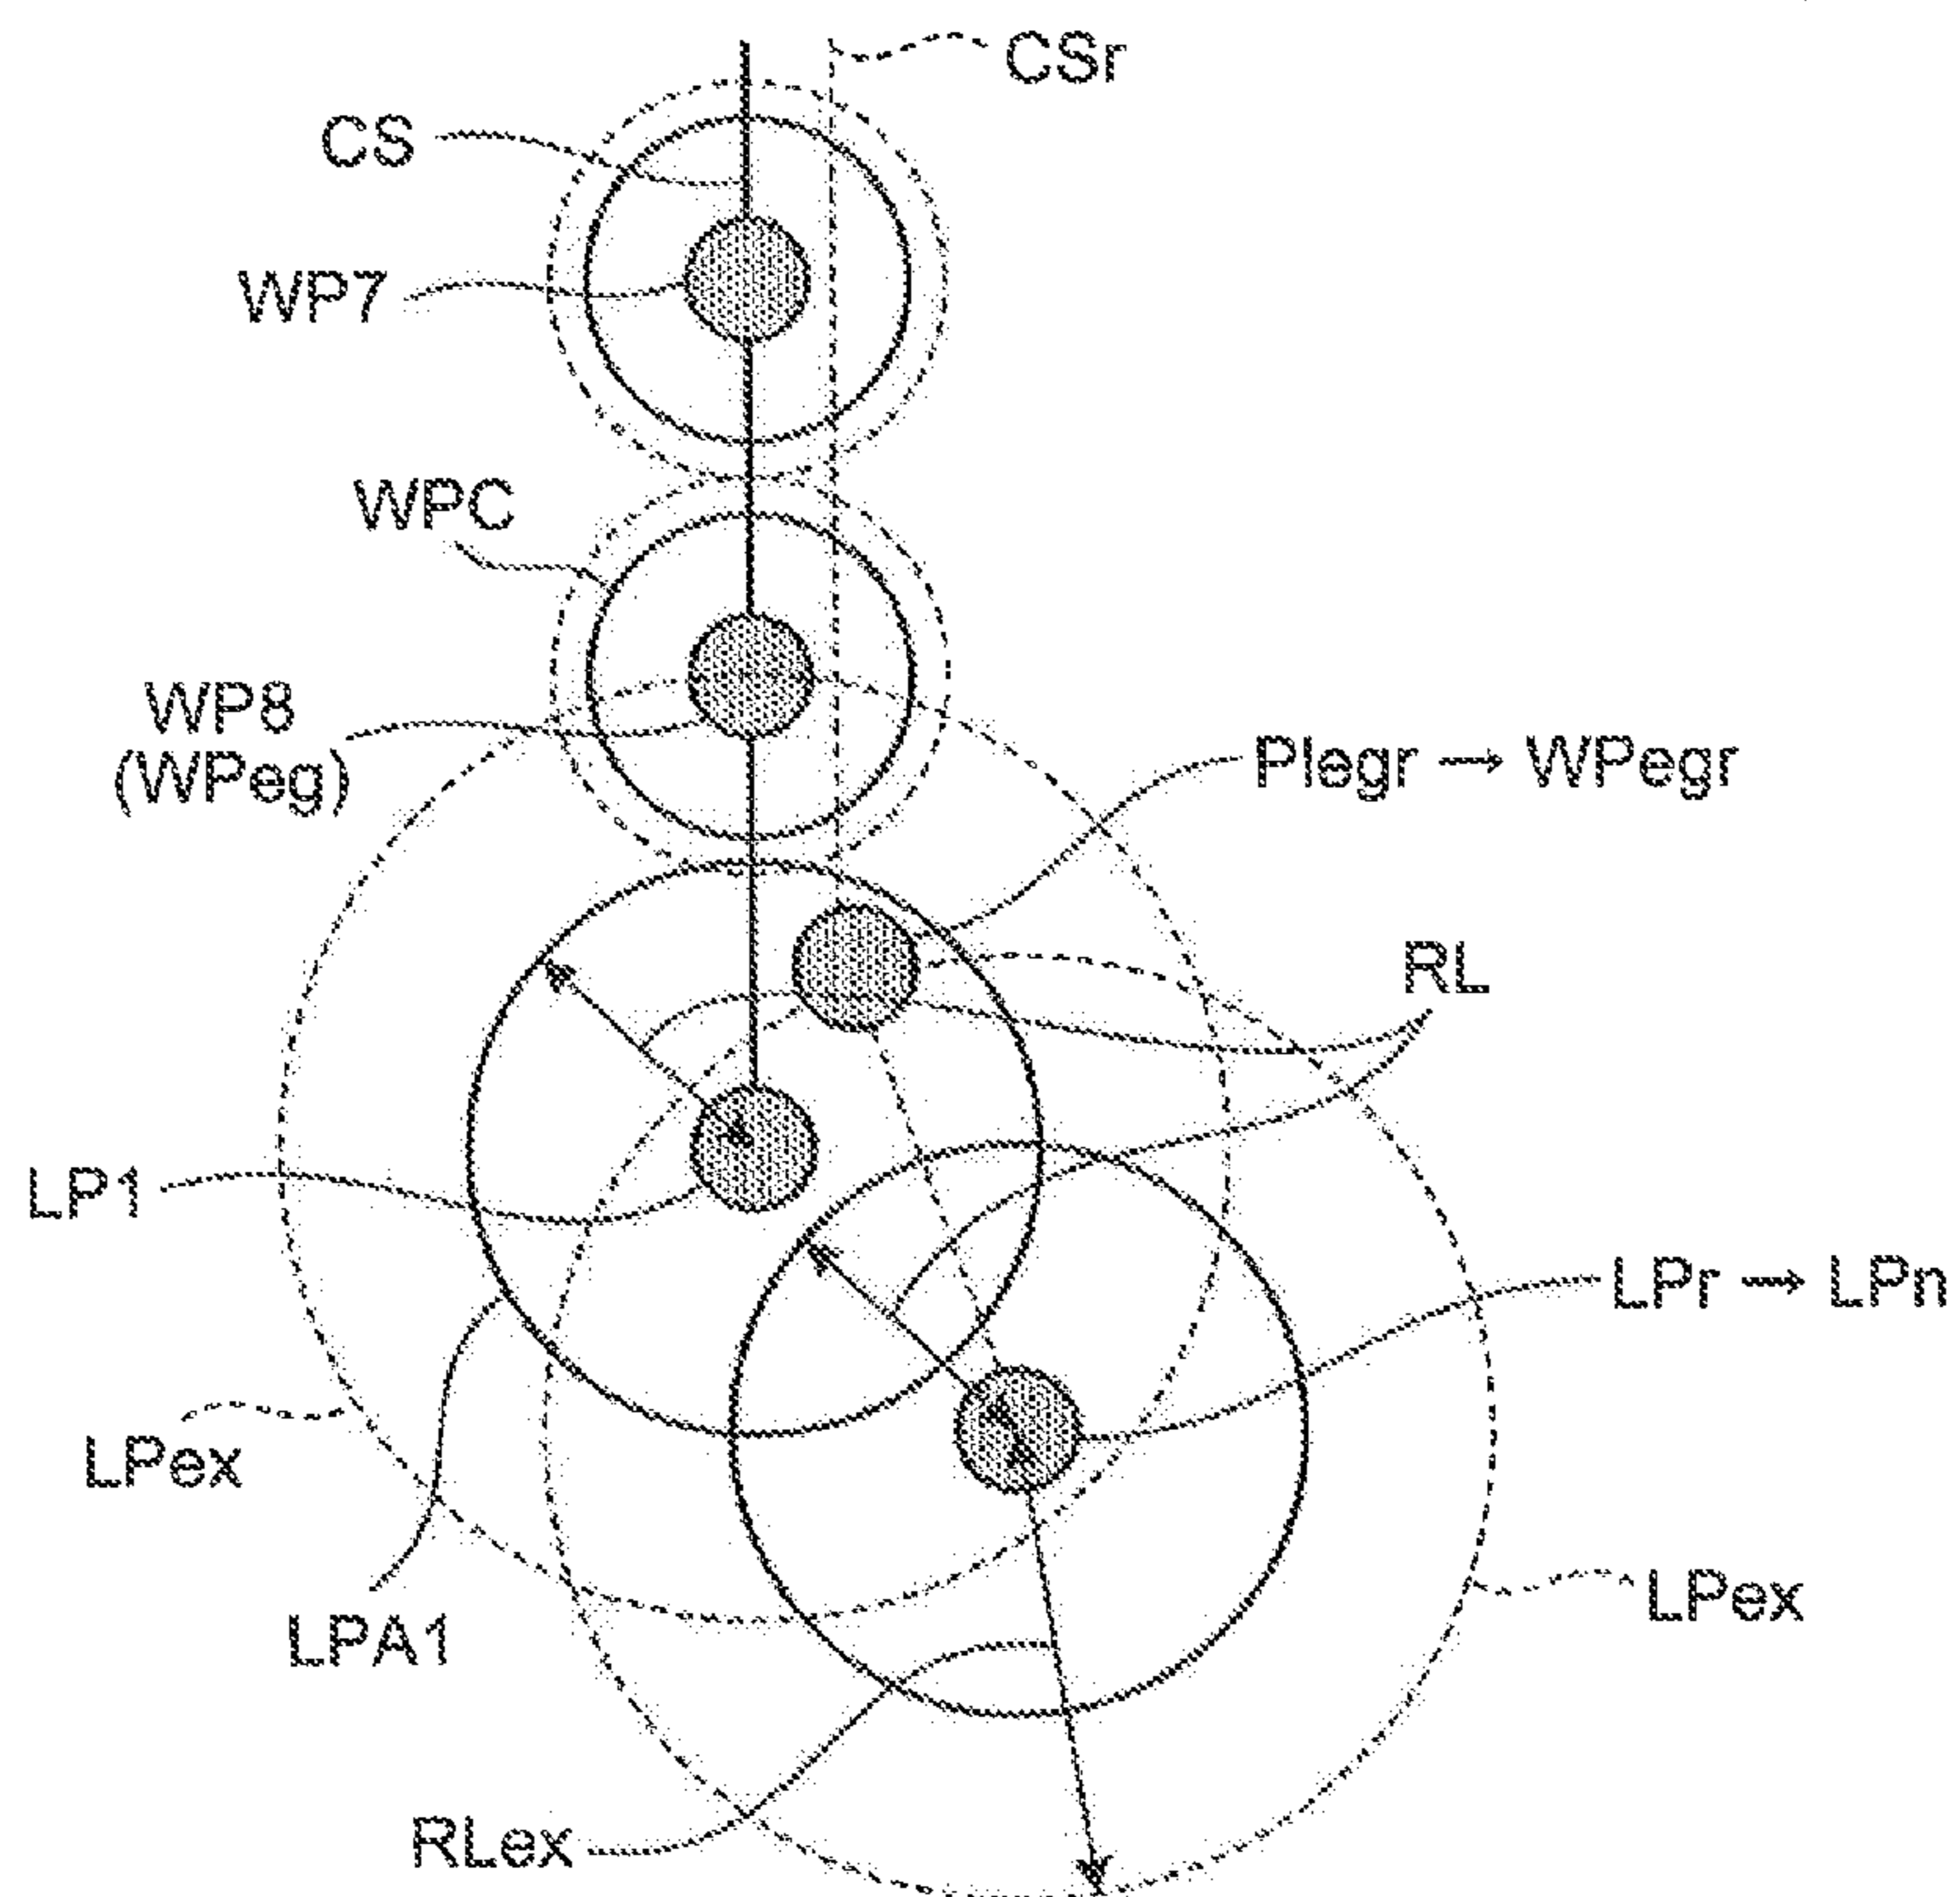 CSr
CS
WP7
WPC
WP8
(WPeg)
Plegr → WPegr
RL
LP1
LPr → LPn
LPex
LPex
LPA1
RLex